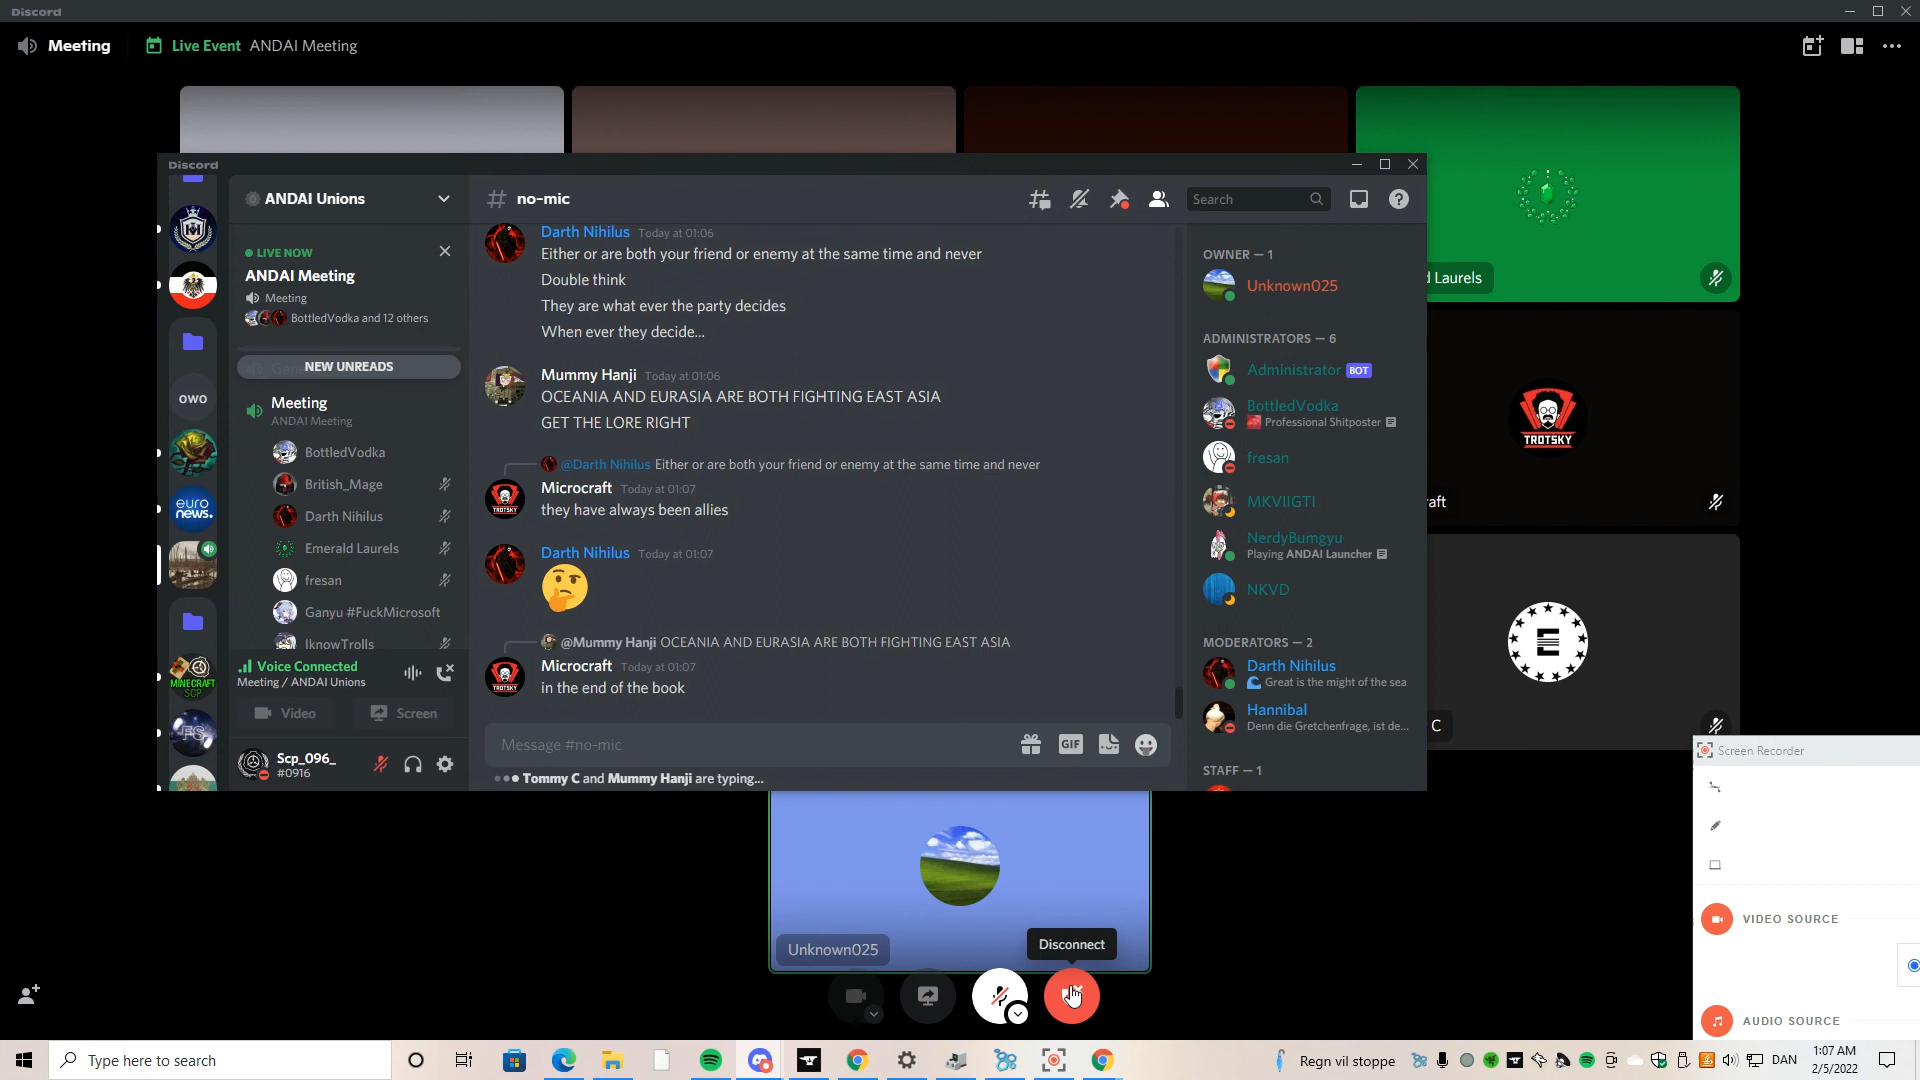 Discord
Meeting
Live Event ANDAI Meeting
Discord
ANDAI Unions
LIVE NOW
ANDAI Meeting
Meeting
BottledVodka and 12 others
NEW UNREADS
Meeting
ANDAI Meeting
BottledVodka
British_Mage
Darth Nihilus
Emerald Laurels
fresan
Ganyu #FuckMicrosoft
IknowTrolls
Voice Connected
Meeting / ANDAI Unions
Video
Screen
Scp_096_
#0916
owo
euro
news.
MINECRAFT
SCP
FS
no-mic
Search
Darth Nihilus Today at 01:06
Either or are both your friend or enemy at the same time and never
Double think
They are what ever the party decides
When ever they decide...
Mummy Hanji Today at 01:06
OCEANIA AND EURASIA ARE BOTH FIGHTING EAST ASIA
GET THE LORE RIGHT
@Darth Nihilus Either or are both your friend or enemy at the same time and never
Microcraft Today at 01:07
they have always been allies
Darth Nihilus Today at 01:07
@Mummy Hanji OCEANIA AND EURASIA ARE BOTH FIGHTING EAST ASIA
Microcraft Today at 01:07
in the end of the book
Message #no-mic
GIF
Tommy C and Mummy Hanji are typing...
OWNER — 1
Unknown025
ADMINISTRATORS — 6
Administrator BOT
BottledVodka
Professional Shitposter
fresan
MKVIIGTI
NerdyBumgyu
Playing ANDAI Launcher
NKVD
MODERATORS — 2
Darth Nihilus
Great is the might of the sea
Hannibal
Denn die Gretchenfrage, ist de...
STAFF — 1
d Laurels
TROTSKY
aft
E
C
Unknown025
Disconnect
Screen Recorder
VIDEO SOURCE
AUDIO SOURCE
Type here to search
Regn vil stoppe
DAN
1:07 AM
2/5/2022